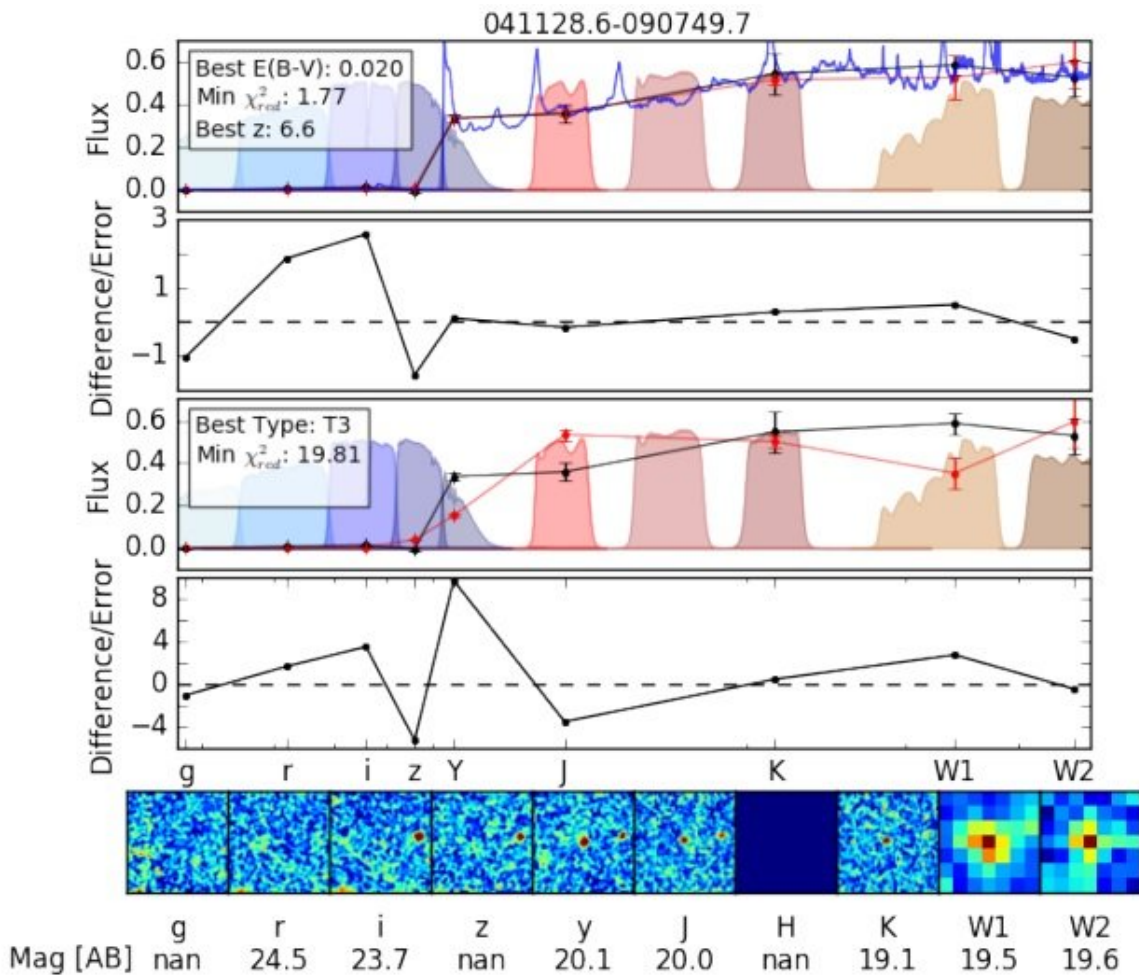 041128.6-090749.7
Flux
0.6
0.4
0.2
0.0
Best E(B-V): 0.020
Min χ²red: 1.77
Best z: 6.6
Difference/Error
3
3
1
−1
Flux
0.6
0.4
0.2
0.0
Best Type: T3
Min χ²red: 19.81
Difference/Error
8
4
0
−4
g r i z Y J K W1 W2
g r i z y J H K W1 W2
Mag [AB] nan 24.5 23.7 nan 20.1 20.0 nan 19.1 19.5 19.6